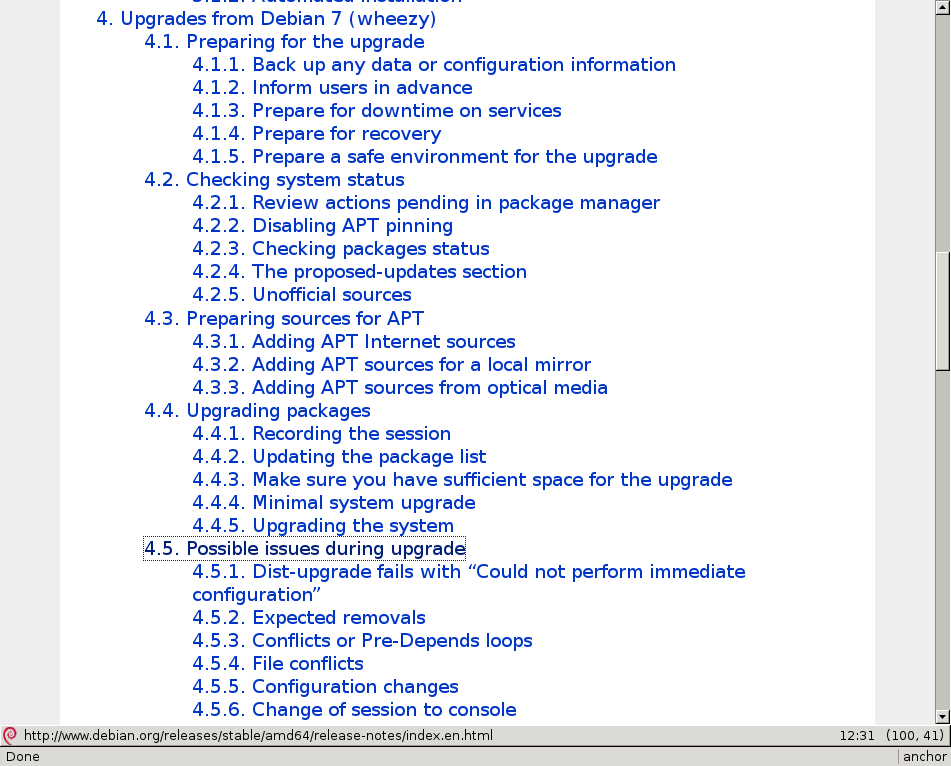 4. Upgrades from Debian 7 (wheezy)
4.1. Preparing for the upgrade
4.1.1. Back up any data or configuration information
4.1.2. Inform users in advance
4.1.3. Prepare for downtime on services
4.1.4. Prepare for recovery
4.1.5. Prepare a safe environment for the upgrade
4.2. Checking system status
4.2.1. Review actions pending in package manager
4.2.2. Disabling APT pinning
4.2.3. Checking packages status
4.2.4. The proposed-updates section
4.2.5. Unofficial sources
4.3. Preparing sources for APT
4.3.1. Adding APT Internet sources
4.3.2. Adding APT sources for a local mirror
4.3.3. Adding APT sources from optical media
4.4. Upgrading packages
4.4.1. Recording the session
4.4.2. Updating the package list
4.4.3. Make sure you have sufficient space for the upgrade
4.4.4. Minimal system upgrade
4.4.5. Upgrading the system
4.5. Possible issues during upgrade
4.5.1. Dist-upgrade fails with “Could not perform immediate
configuration”
4.5.2. Expected removals
4.5.3. Conflicts or Pre-Depends loops
4.5.4. File conflicts
4.5.5. Configuration changes
4.5.6. Change of session to console
http://www.debian.org/releases/stable/amd64/release-notes/index.en.html 12:31 (100, 41)
Done anchor